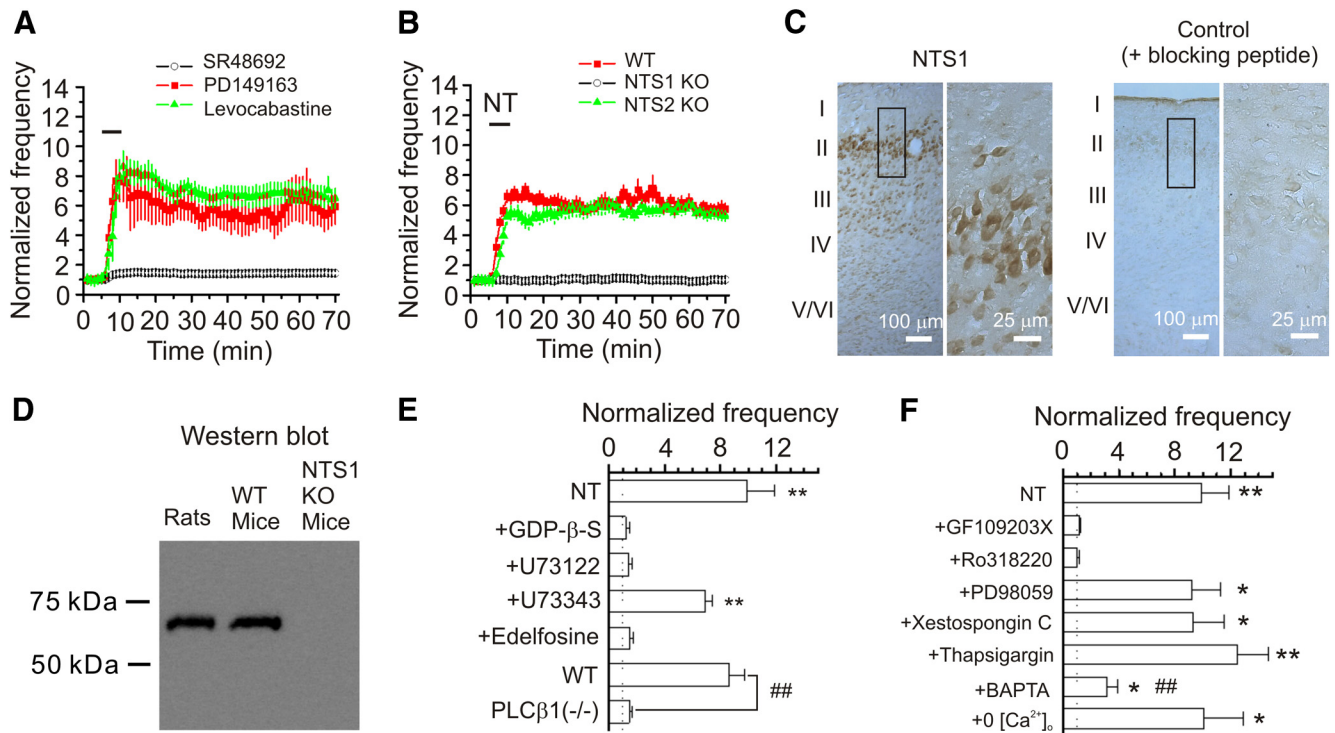 A
SR48692
PD149163
Levocabastine
Normalized frequency
14
12
10
8
6
4
2
0
0 10 20 30 40 50 60 70
Time (min)
B
WT
NTS1 KO
NTS2 KO
NT
Normalized frequency
14
12
10
8
6
4
2
0
0 10 20 30 40 50 60 70
Time (min)
C
NTS1
Control
(+ blocking peptide)
I
II
III
IV
V/VI
100 μm
25 μm
I
II
III
IV
V/VI
100 μm
25 μm
D
Western blot
Rats
WT
Mice
NTS1
KO
Mice
75 kDa
50 kDa
E
Normalized frequency
0 4 8 12
NT **
+GDP-β-S
+U73122
+U73343 **
+Edelfosine
WT
##
PLCβ1(-/-)
F
Normalized frequency
0 4 8 12
NT **
+GF109203X
+Ro318220
+PD98059 *
+Xestospongin C *
+Thapsigargin **
+BAPTA * ##
+0 [Ca²⁺]ₒ *